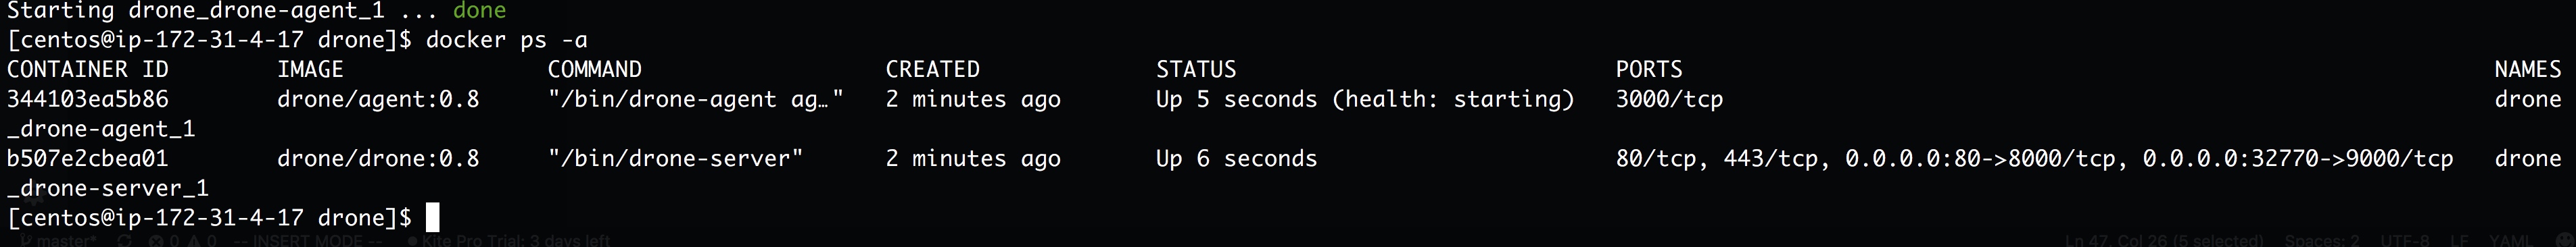 Starting drone_drone-agent_1 ... done
[centos@ip-172-31-4-17 drone]$ docker ps -a
CONTAINER ID        IMAGE               COMMAND                  CREATED             STATUS                            PORTS                                                          NAMES
344103ea5b86        drone/agent:0.8     "/bin/drone-agent ag…"   2 minutes ago       Up 5 seconds (health: starting)   3000/tcp                                                       drone
_drone-agent_1
b507e2cbea01        drone/drone:0.8     "/bin/drone-server"      2 minutes ago       Up 6 seconds                      80/tcp, 443/tcp, 0.0.0.0:80->8000/tcp, 0.0.0.0:32770->9000/tcp   drone
_drone-server_1
[centos@ip-172-31-4-17 drone]$
master* 0 0 -- INSERT MODE -- Kite Pro Trial: 3 days left Ln 47, Col 26 (5 selected) Spaces: 2 UTF-8 LF YAML